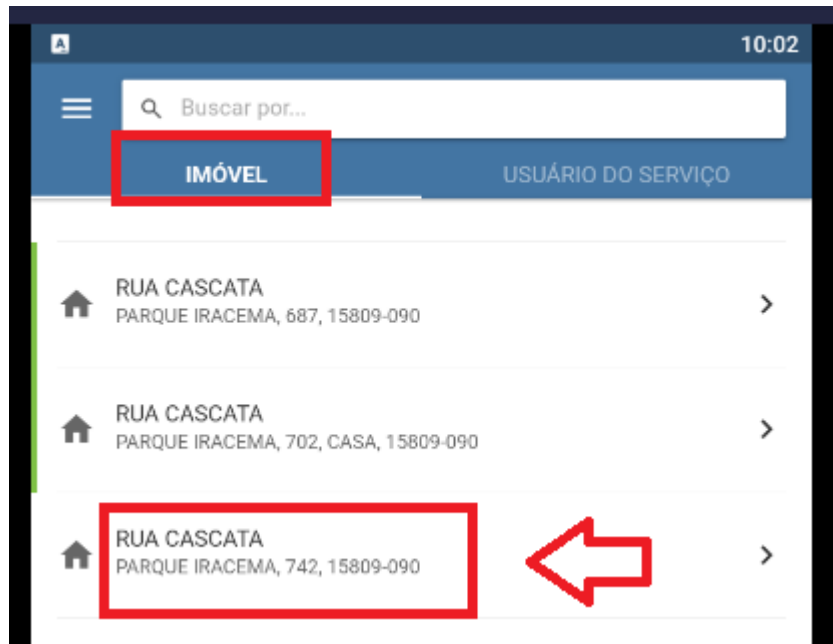 A
10:02
Buscar por...
IMÓVEL
USUÁRIO DO SERVIÇO
RUA CASCATA
PARQUE IRACEMA, 687, 15809-090
RUA CASCATA
PARQUE IRACEMA, 702, CASA, 15809-090
RUA CASCATA
PARQUE IRACEMA, 742, 15809-090